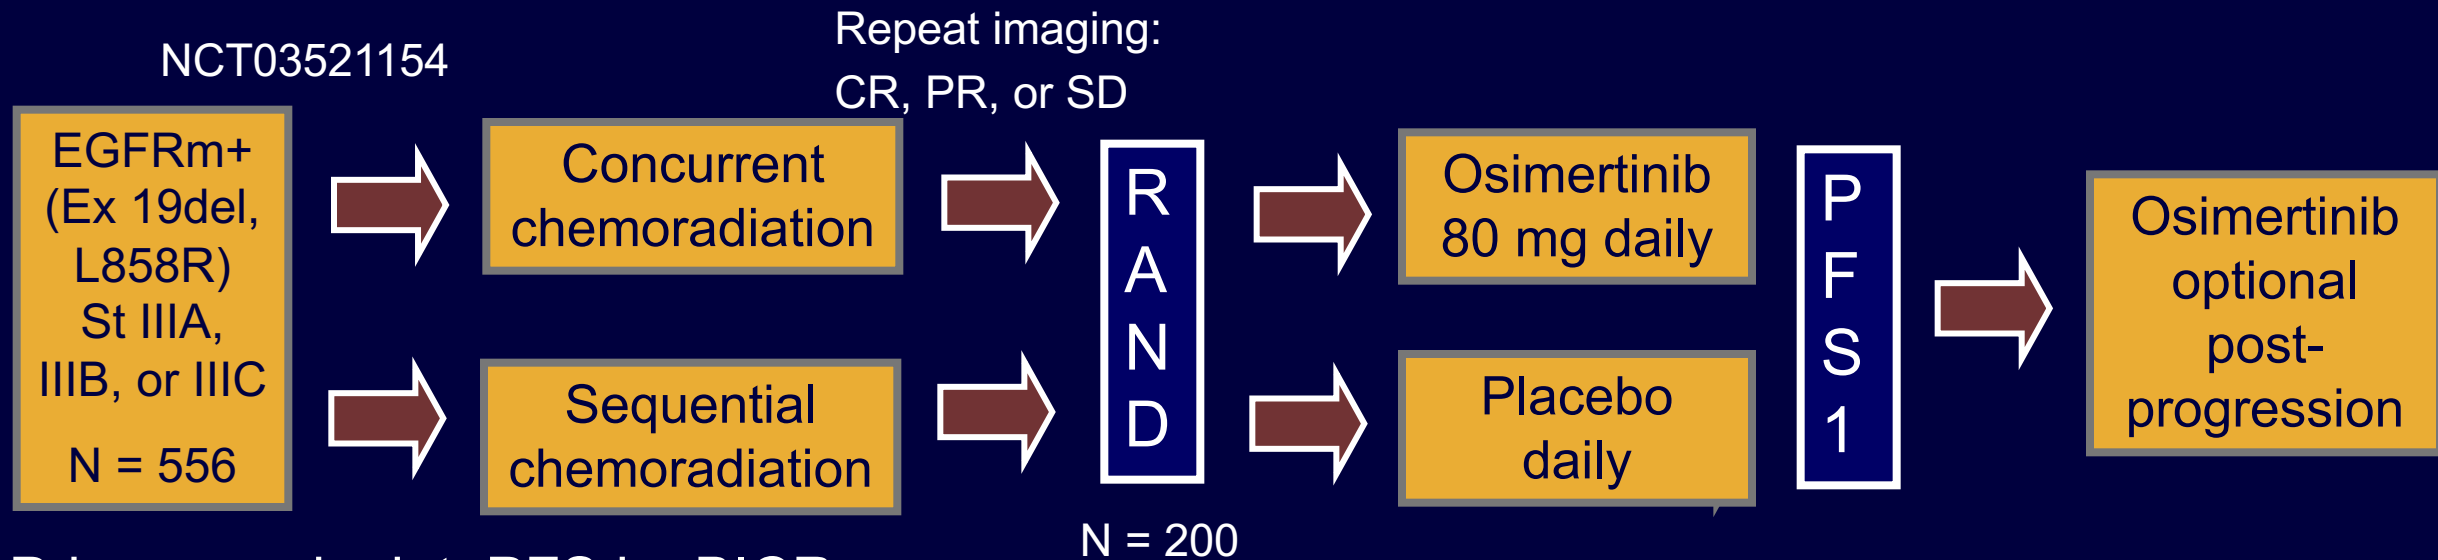 NCT03521154
Repeat imaging:
CR, PR, or SD
EGFRm+
(Ex 19del,
L858R)
St IIIA,
IIIB, or IIIC
N = 556
Concurrent
chemoradiation
Sequential
chemoradiation
R
A
N
D
N = 200
Osimertinib
80 mg daily
Placebo
daily
P
F
S
1
Osimertinib
optional
post-
progression